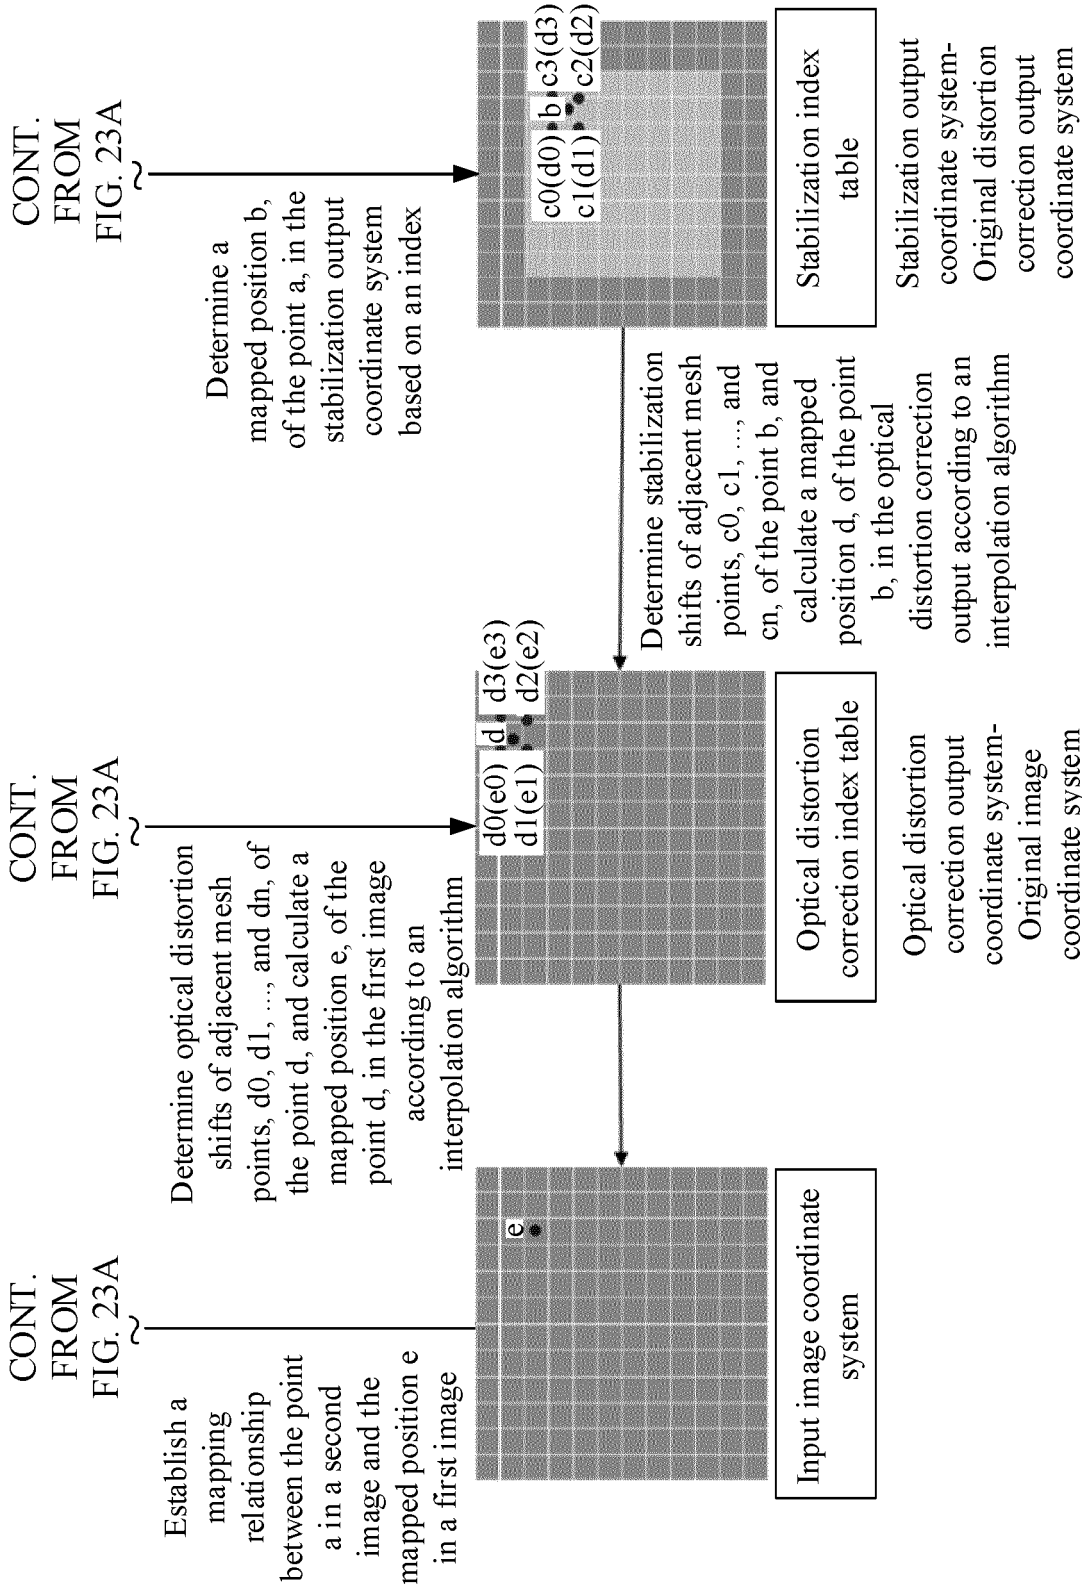 CONT.
FROM
FIG. 23A
Establish a
mapping
relationship
between the point
a in a second
image and the
mapped position e
in a first image
e
Input image coordinate
system
CONT.
FROM
FIG. 23A
Determine optical distortion
shifts of adjacent mesh
points, d0, d1, ..., and dn, of
the point d, and calculate a
mapped position e, of the
point d, in the first image
according to an
interpolation algorithm
d0(e0) d d3(e3)
d1(e1) d2(e2)
Optical distortion
correction index table
Optical distortion
correction output
coordinate system-
Original image
coordinate system
Determine stabilization
shifts of adjacent mesh
points, c0, c1, ..., and
cn, of the point b, and
calculate a mapped
position d, of the point
b, in the optical
distortion correction
output according to an
interpolation algorithm
CONT.
FROM
FIG. 23A
Determine a
mapped position b,
of the point a, in the
stabilization output
coordinate system
based on an index
c0(d0) b c3(d3)
c1(d1) c2(d2)
Stabilization index
table
Stabilization output
coordinate system-
Original distortion
correction output
coordinate system